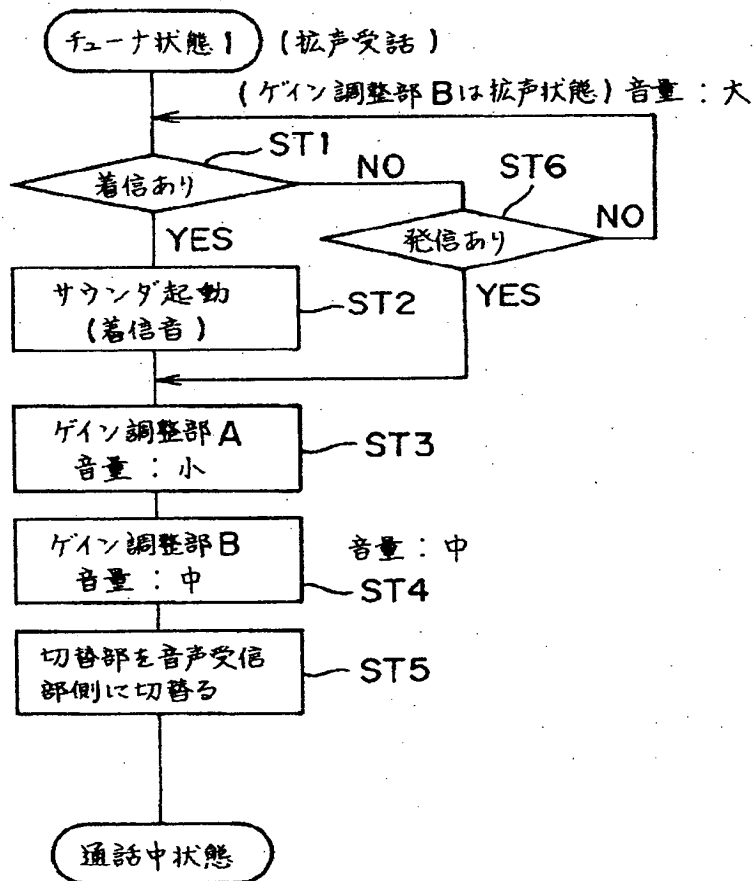 チューナ状態1 (拡声受話)
(ゲイン調整部Bは拡声状態) 音量:大
ST1
着信あり
NO
ST6
発信あり
NO
YES
サウンダ起動
(着信音)
ST2
YES
ゲイン調整部A
音量:小
ST3
ゲイン調整部B
音量:中
音量:中
ST4
切替部を音声受信
部側に切替る
ST5
通話中状態